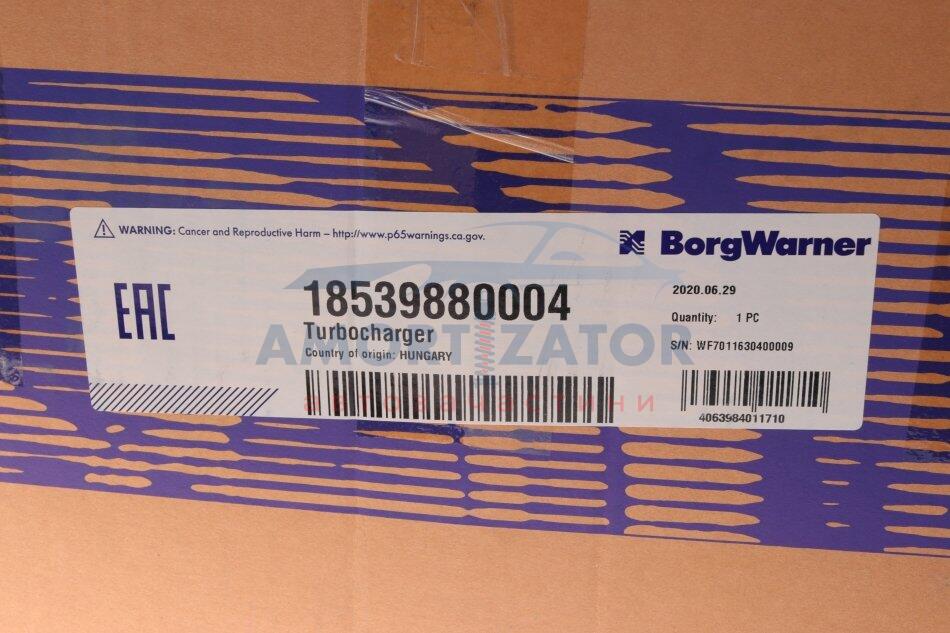 WARNING: Cancer and Reproductive Harm – http://www.p65warnings.ca.gov.
BorgWarner
EAC
18539880004
Turbocharger
Country of origin: HUNGARY
2020.06.29
Quantity: 1 PC
S/N: WF7011630400009
4063984011710
AMORTIZATOR
автозапчастини